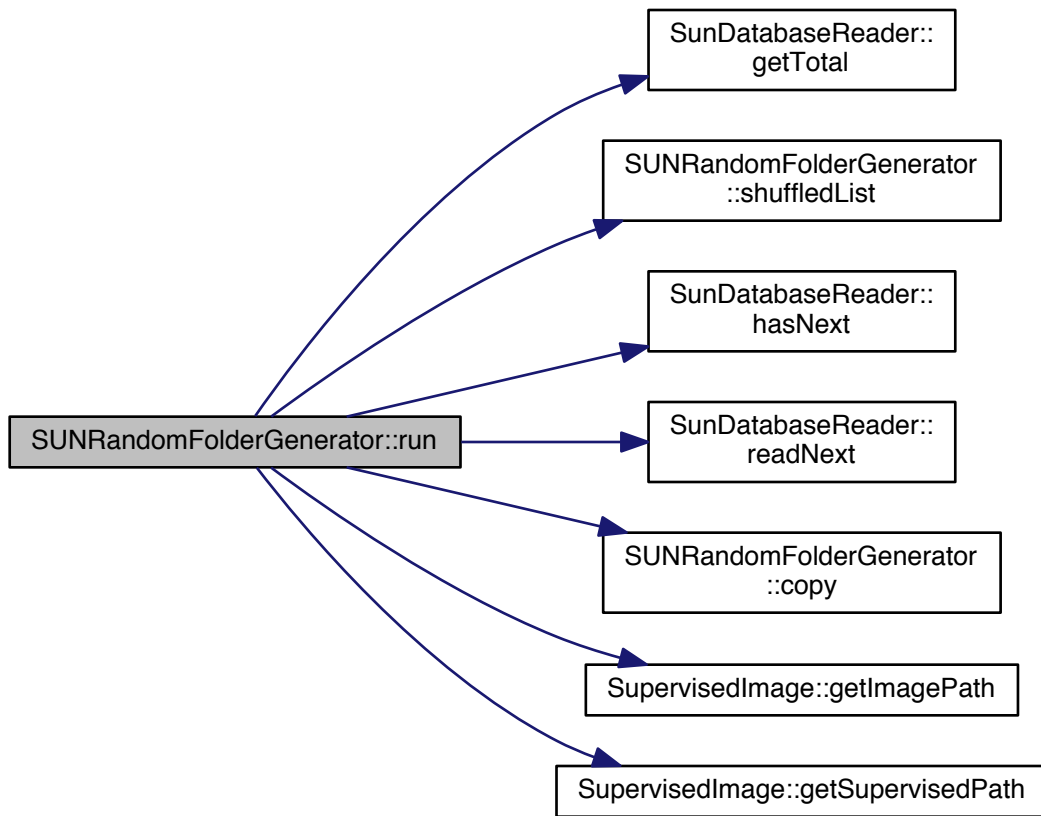 SunDatabaseReader::
getTotal
SUNRandomFolderGenerator
::shuffledList
SunDatabaseReader::
hasNext
SUNRandomFolderGenerator::run
SunDatabaseReader::
readNext
SUNRandomFolderGenerator
::copy
SupervisedImage::getImagePath
SupervisedImage::getSupervisedPath